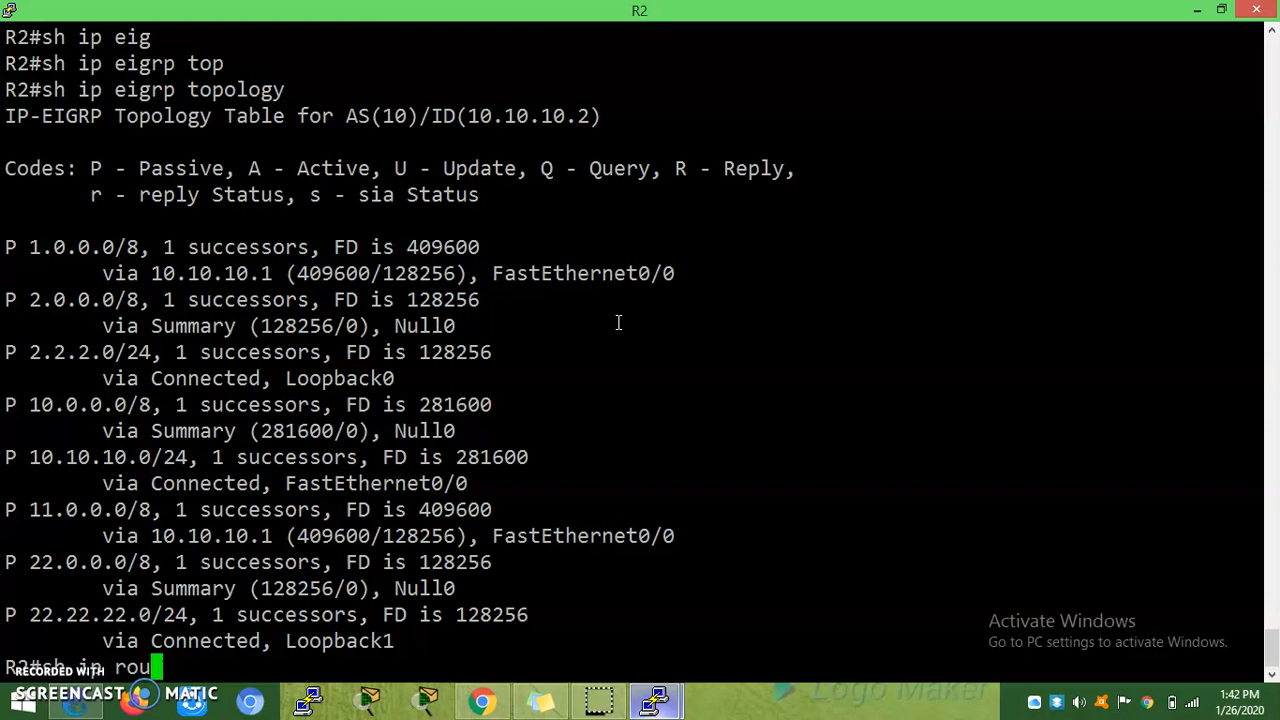 R2
R2#sh ip eig
R2#sh ip eigrp top
R2#sh ip eigrp topology
IP-EIGRP Topology Table for AS(10)/ID(10.10.10.2)
Codes: P - Passive, A - Active, U - Update, Q - Query, R - Reply,
r - reply Status, s - sia Status
P 1.0.0.0/8, 1 successors, FD is 409600
via 10.10.10.1 (409600/128256), FastEthernet0/0
P 2.0.0.0/8, 1 successors, FD is 128256
via Summary (128256/0), Null0
P 2.2.2.0/24, 1 successors, FD is 128256
via Connected, Loopback0
P 10.0.0.0/8, 1 successors, FD is 281600
via Summary (281600/0), Null0
P 10.10.10.0/24, 1 successors, FD is 281600
via Connected, FastEthernet0/0
P 11.0.0.0/8, 1 successors, FD is 409600
via 10.10.10.1 (409600/128256), FastEthernet0/0
P 22.0.0.0/8, 1 successors, FD is 128256
via Summary (128256/0), Null0
P 22.22.22.0/24, 1 successors, FD is 128256
via Connected, Loopback1
R2#sh ip rou
Activate Windows
Go to PC settings to activate Windows.
RECORDED WITH
SCREENCAST MATIC
Logo Maker
1:42 PM
1/26/2020